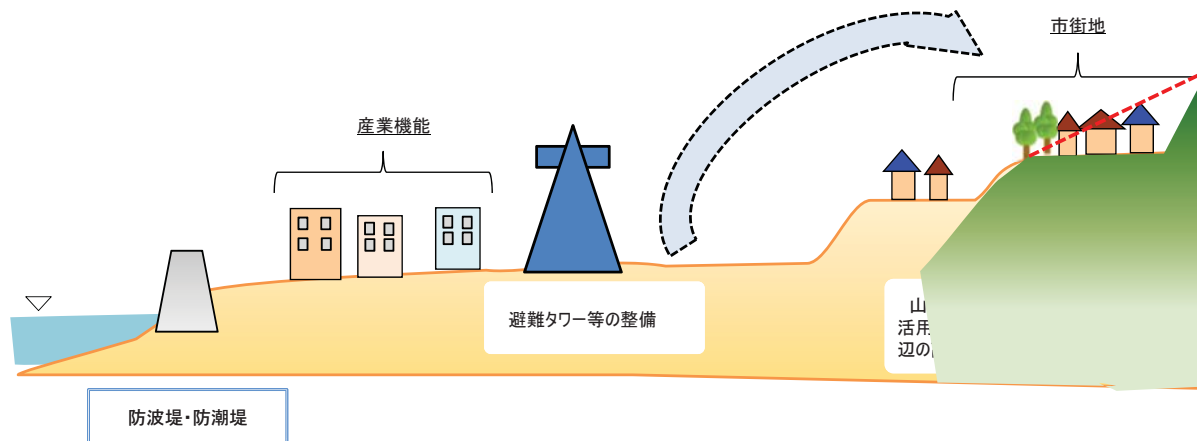 市街地
産業機能
避難タワー等の整備
山
活用
辺の
防波堤・防潮堤